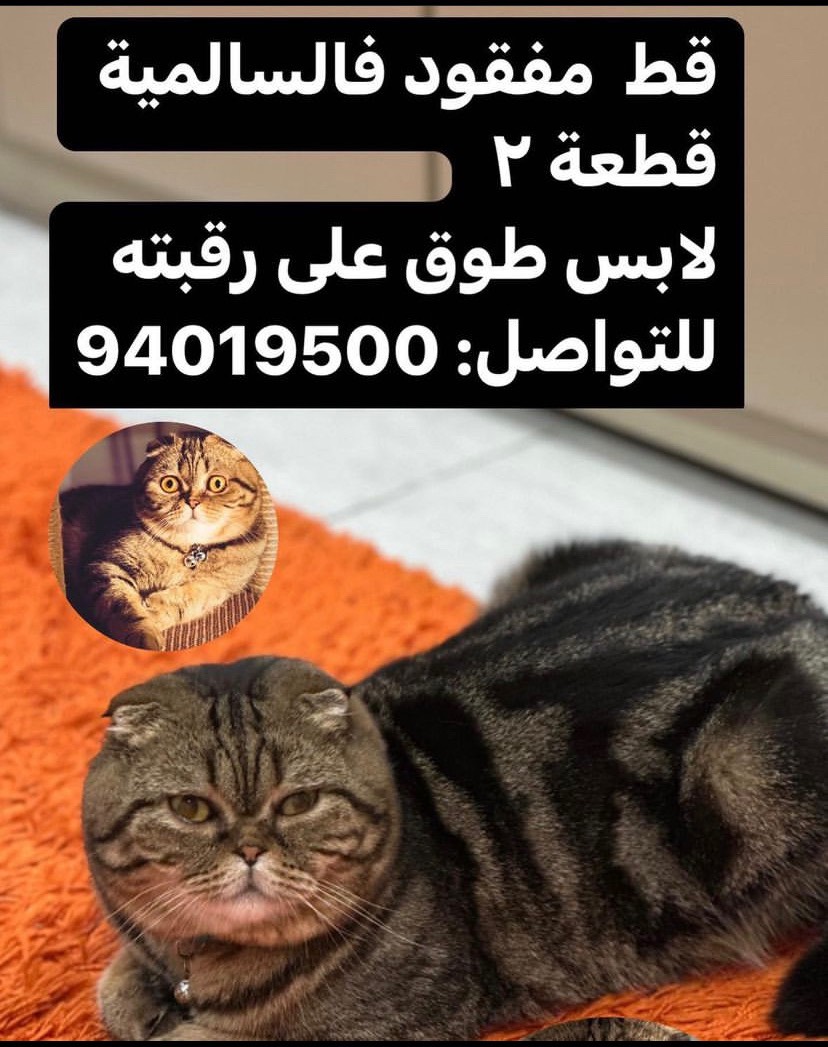 قط مفقود فالسالمية
قطعة ٢
لابس طوق على رقبته
للتواصل: 94019500